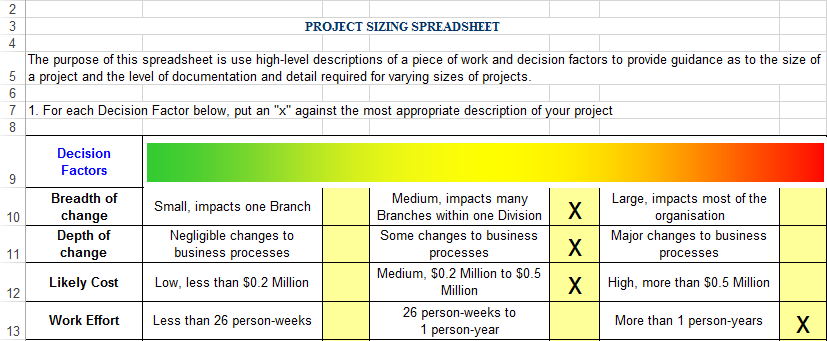 2
3 PROJECT SIZING SPREADSHEET
4
The purpose of this spreadsheet is use high-level descriptions of a piece of work and decision factors to provide guidance as to the size of
5 a project and the level of documentation and detail required for varying sizes of projects.
6
7 1. For each Decision Factor below, put an "x" against the most appropriate description of your project
8
Decision
Factors
9
Breadth of
change
10 Small, impacts one Branch
Medium, impacts many
Branches within one Division
X
Large, impacts most of the
organisation
Depth of
change
11
Negligible changes to
business processes
Some changes to business
processes
X
Major changes to business
processes
12 Likely Cost
Low, less than $0.2 Million
Medium, $0.2 Million to $0.5
Million
X
High, more than $0.5 Million
13 Work Effort
Less than 26 person-weeks
26 person-weeks to
1 person-year
More than 1 person-years
X